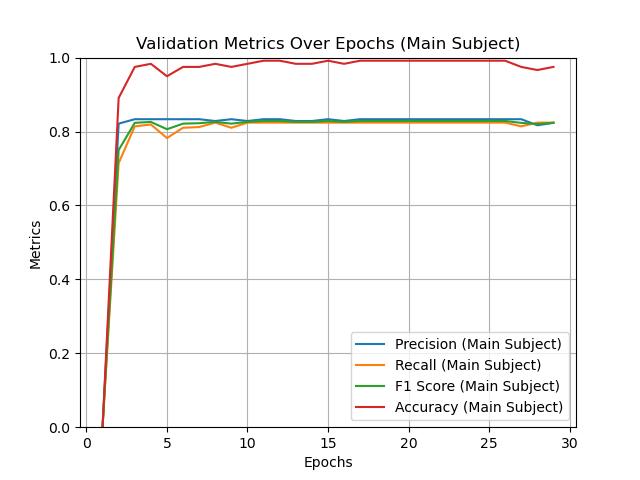 Validation Metrics Over Epochs (Main Subject)
1.0
0.8
0.6
0.4
0.2
0.0
Metrics
0 5 10 15 20 25 30
Epochs
Precision (Main Subject)
Recall (Main Subject)
F1 Score (Main Subject)
Accuracy (Main Subject)